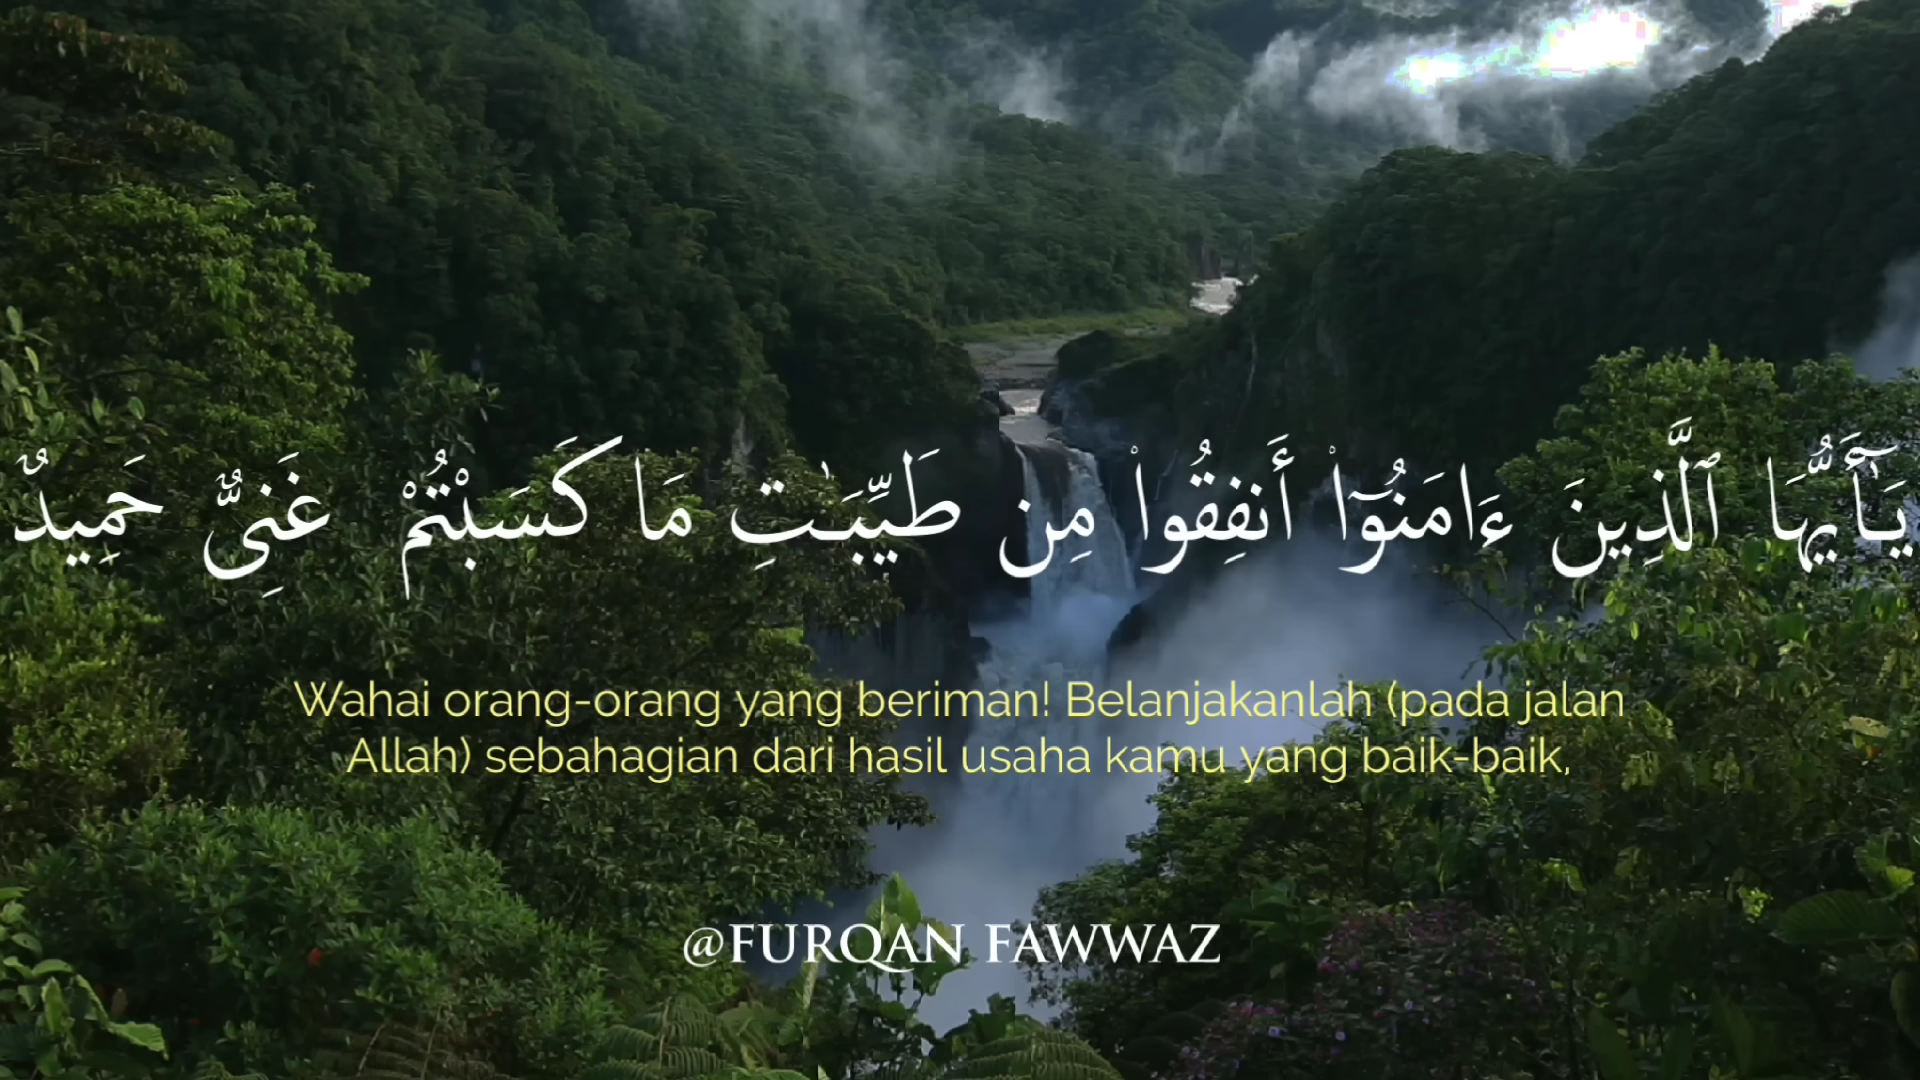 يَـٰٓأَيُّهَا ٱلَّذِينَ ءَامَنُوٓا۟ أَنفِقُوا۟ مِن طَيِّبَـٰتِ مَا كَسَبْتُمْ غَنِىٌّ حَمِيدٌ
Wahai orang-orang yang beriman! Belanjakanlah (pada jalan
Allah) sebahagian dari hasil usaha kamu yang baik-baik,
@FURQAN FAWWAZ